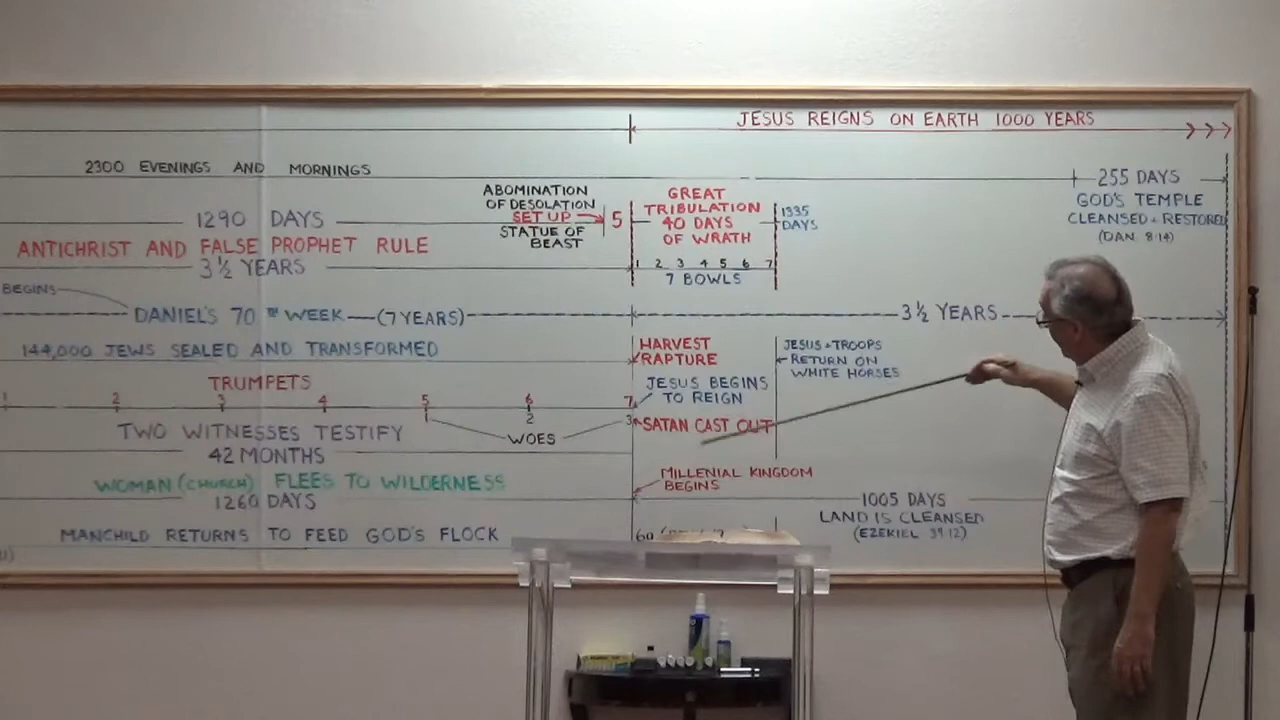 JESUS REIGNS ON EARTH 1000 YEARS
2300 EVENINGS AND MORNINGS
255 DAYS
GOD'S TEMPLE
CLEANSED + RESTORED
(DAN. 8:14)
ABOMINATION
OF DESOLATION
SET UP
STATUE OF
BEAST
5
GREAT
TRIBULATION
40 DAYS
OF WRATH
1335
DAYS
1290 DAYS
ANTICHRIST AND FALSE PROPHET RULE
3½ YEARS
1 2 3 4 5 6 7
7 BOWLS
BEGINS
DANIEL'S 70TH WEEK (7 YEARS)
3½ YEARS
144,000 JEWS SEALED AND TRANSFORMED
HARVEST
RAPTURE
JESUS + TROOPS
RETURN ON
WHITE HORSES
TRUMPETS
1 2 3 4 5 6 7
JESUS BEGINS
TO REIGN
2 3
WOES
SATAN CAST OUT
TWO WITNESSES TESTIFY
42 MONTHS
MILLENIAL KINGDOM
BEGINS
WOMAN (CHURCH) FLEES TO WILDERNESS
1260 DAYS
1005 DAYS
LAND IS CLEANSED
(EZEKIEL 39:12)
MANCHILD RETURNS TO FEED GOD'S FLOCK